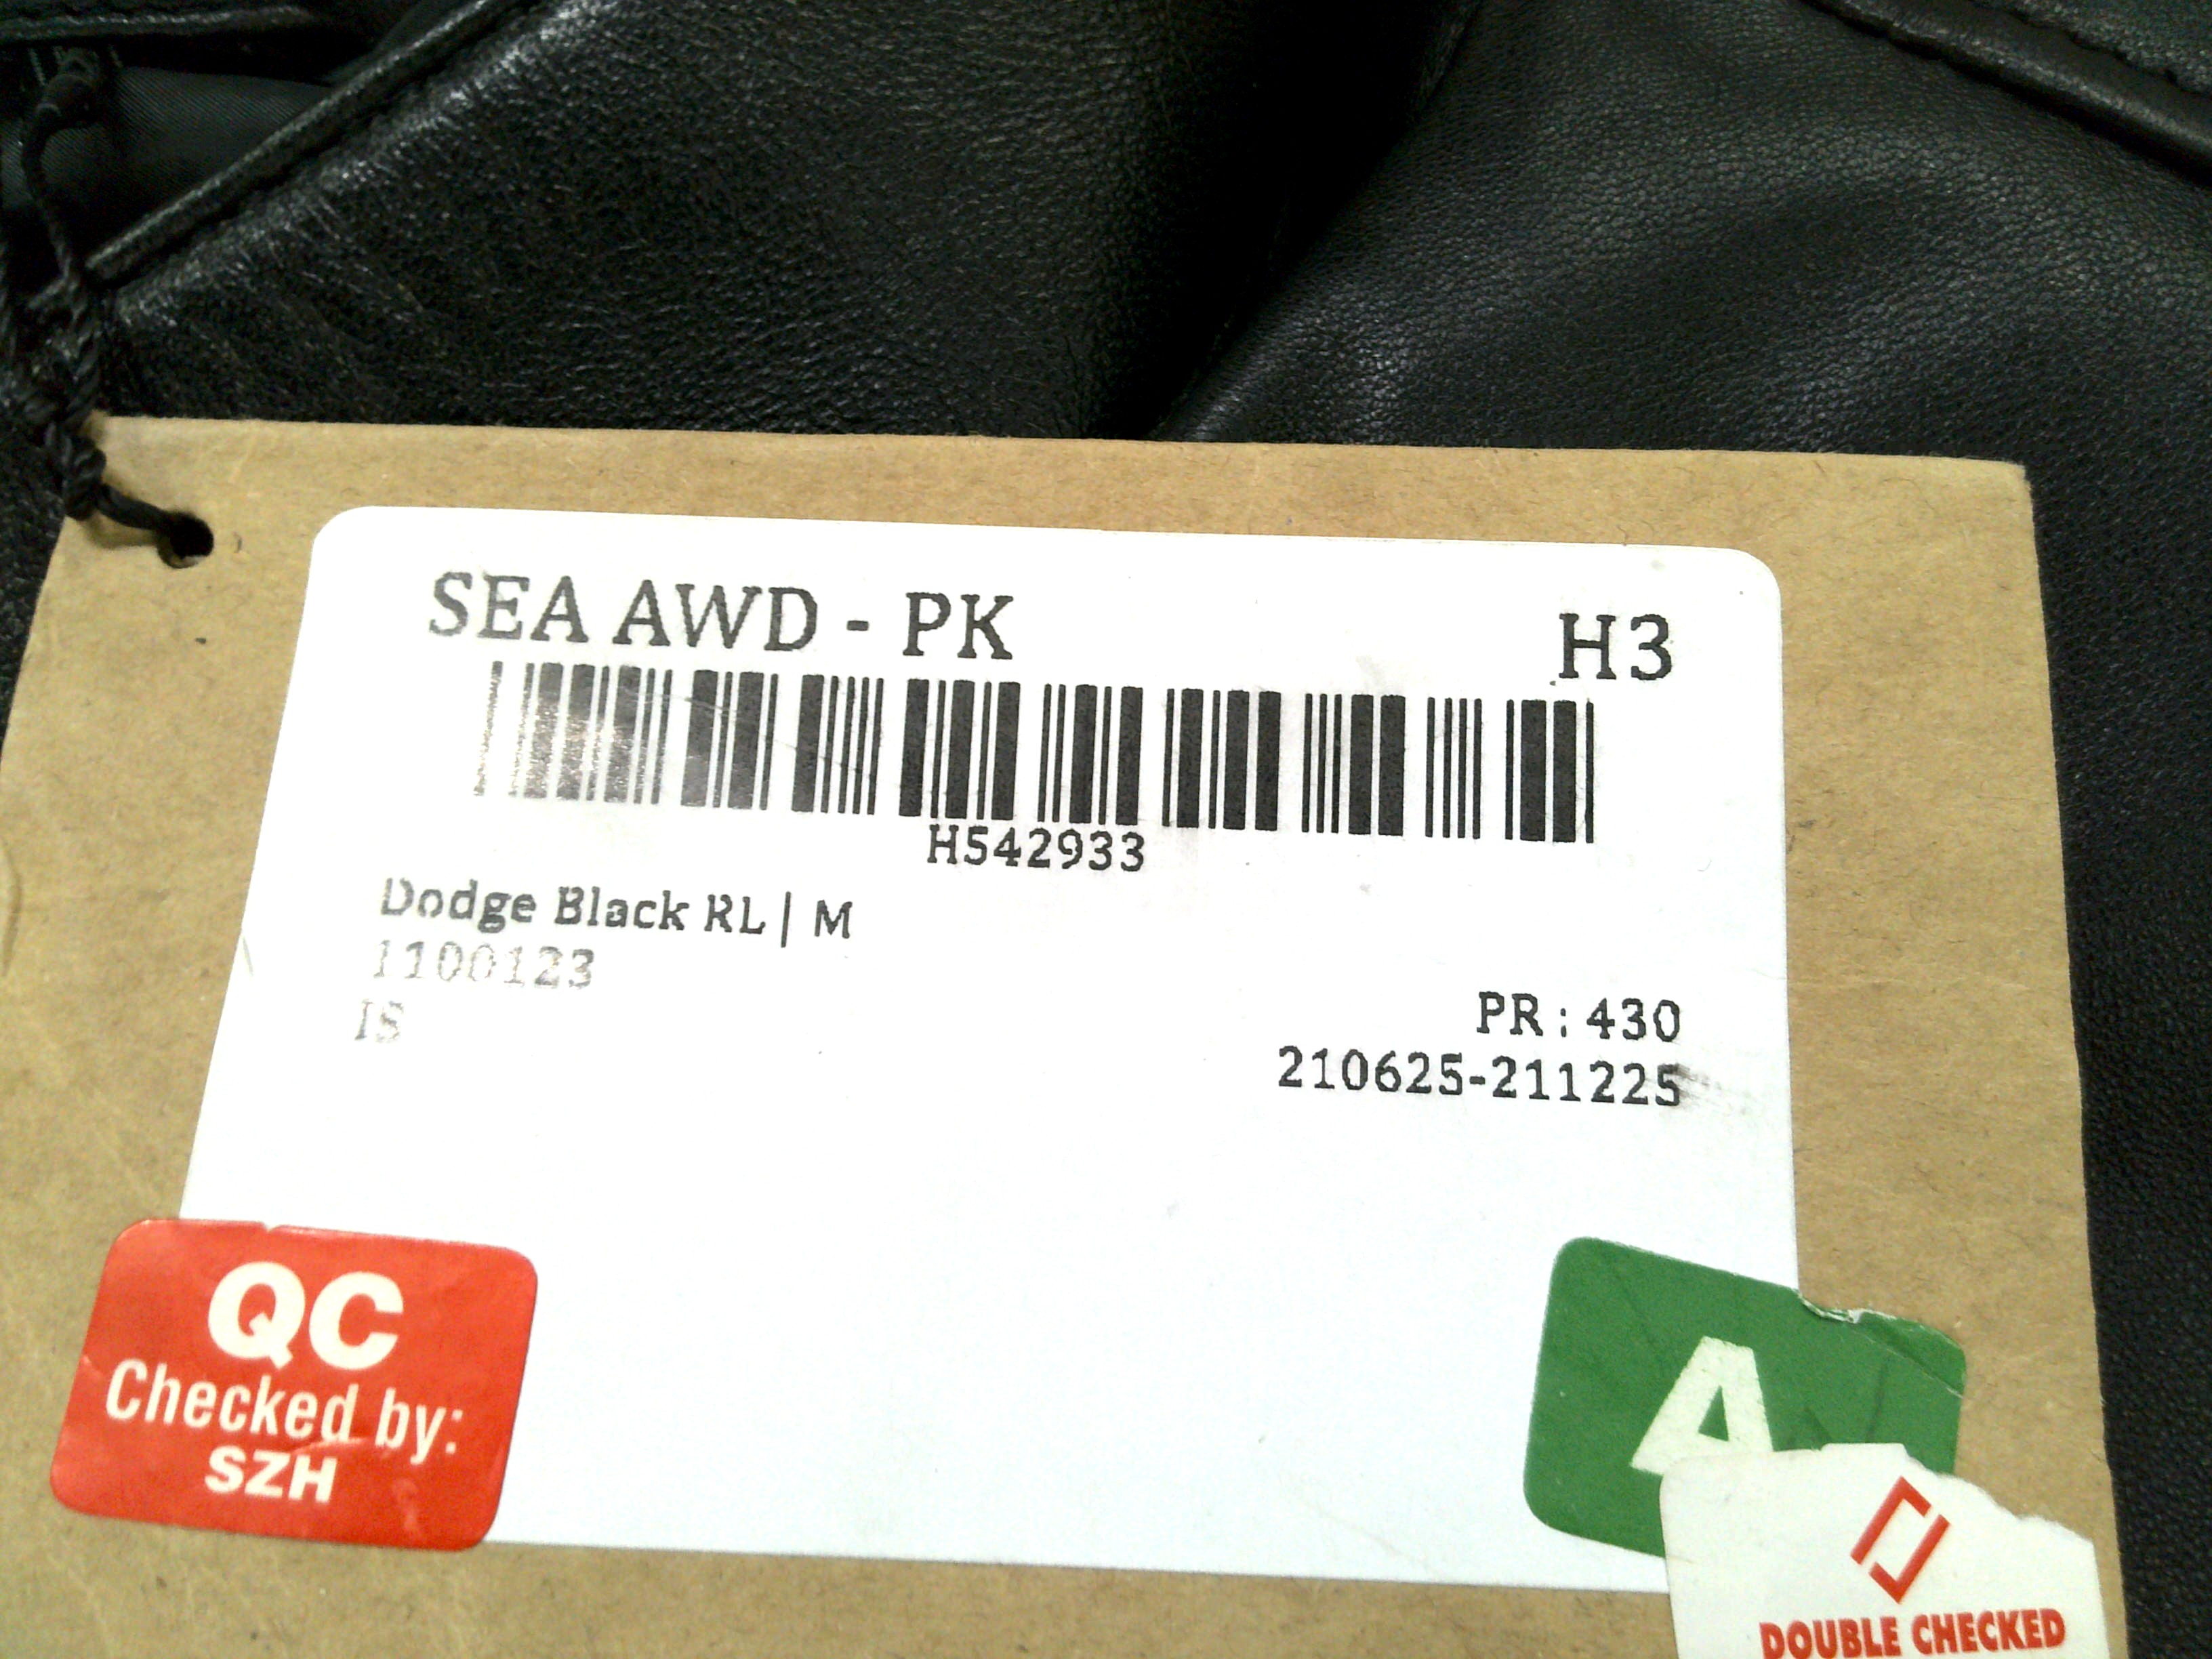 SEA AWD - PK
H3
H542933
Dodge Black RL | M
1100123
IS
PR : 430
210625-211225
QC
Checked by:
SZH
A
DOUBLE CHECKED